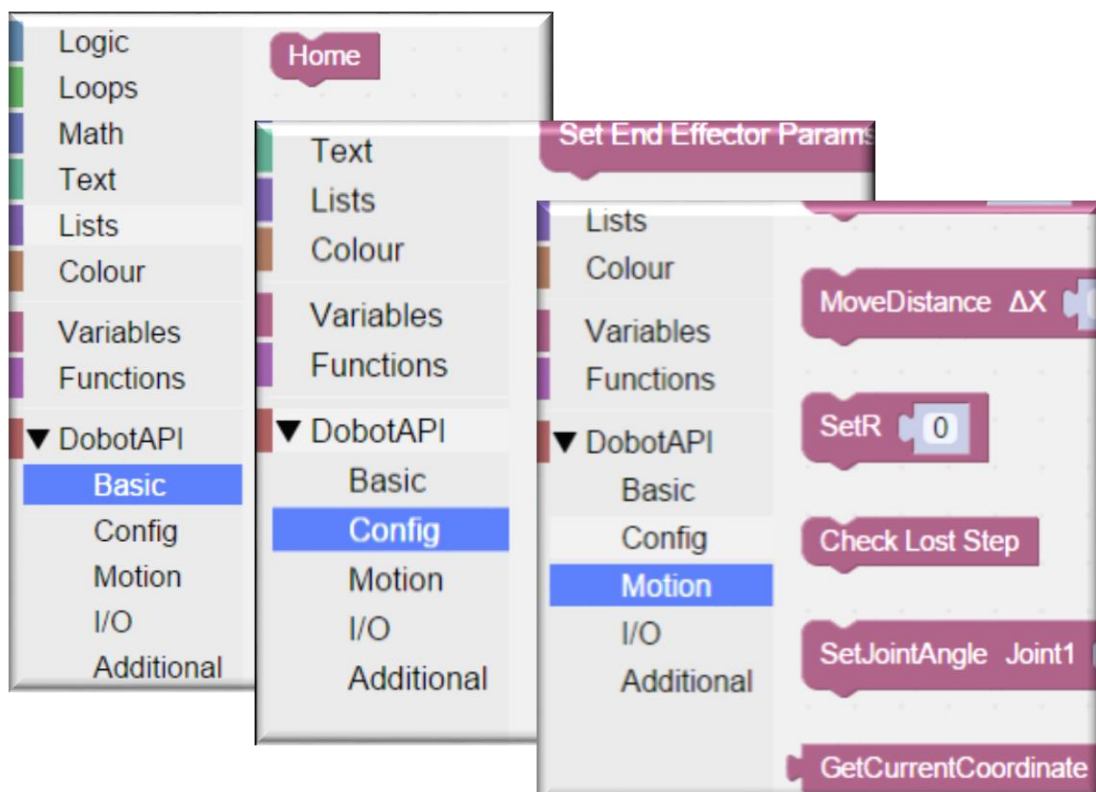 Logic
Loops
Math
Text
Lists
Colour
Variables
Functions
▼ DobotAPI
Basic
Config
Motion
I/O
Additional
Home
Text
Lists
Colour
Variables
Functions
▼ DobotAPI
Basic
Config
Motion
I/O
Additional
Set End Effector Params
Lists
Colour
Variables
Functions
▼ DobotAPI
Basic
Config
Motion
I/O
Additional
MoveDistance ΔX
SetR 0
Check Lost Step
SetJointAngle Joint1
GetCurrentCoordinate